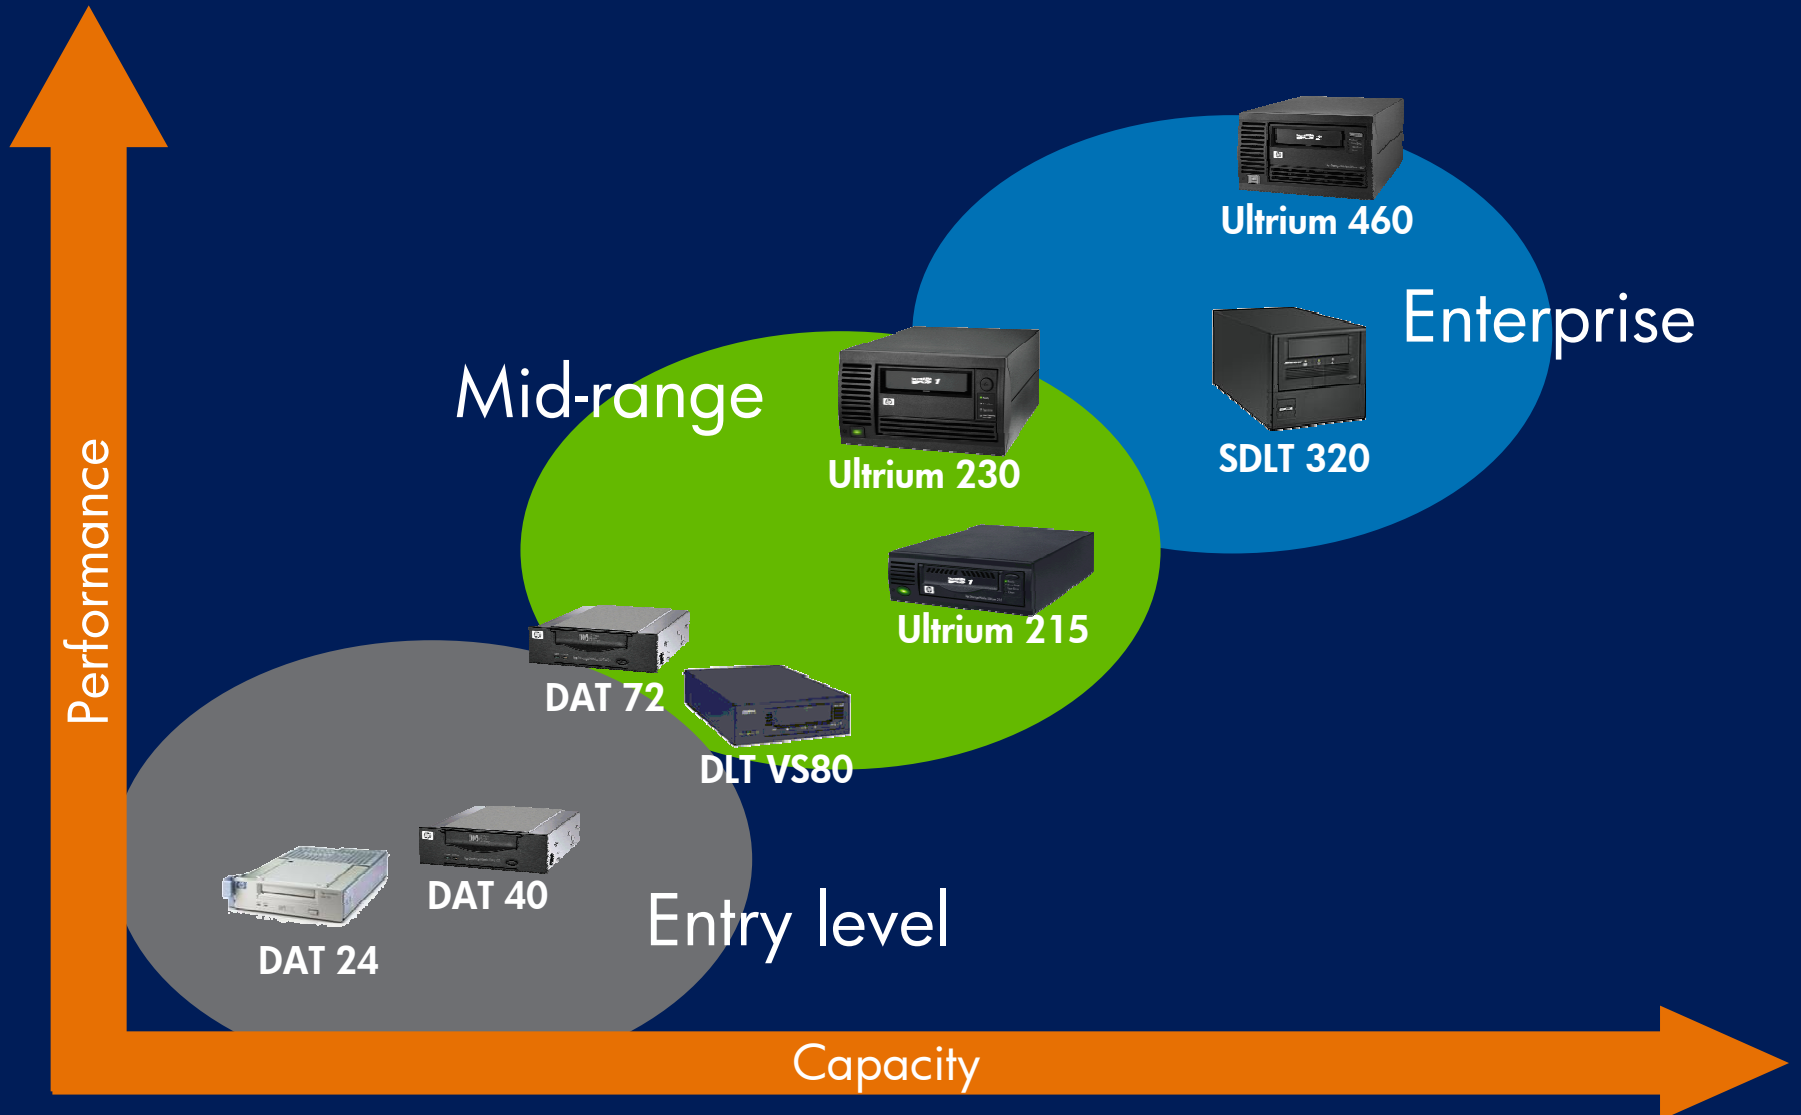 Ultrium 460
Enterprise
SDLT 320
Mid-range
Ultrium 230
Ultrium 215
DAT 72
DLT VS80
DAT 40
DAT 24
Entry level
Performance
Capacity